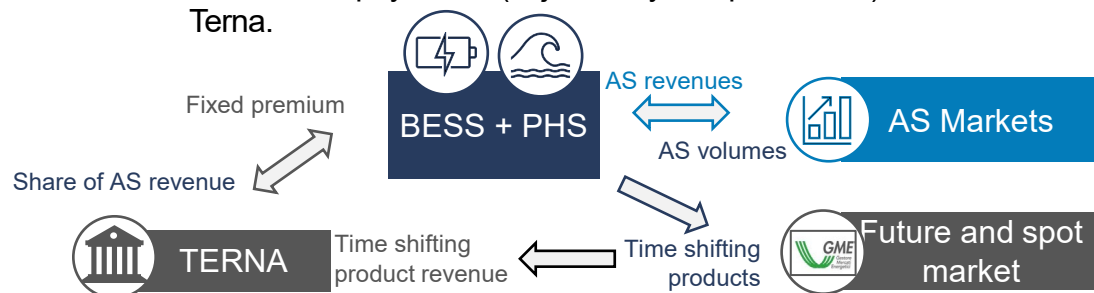 Terna.
Fixed premium
BESS + PHS
AS revenues
AS volumes
AS Markets
Share of AS revenue
TERNA
Time shifting
product revenue
Time shifting
products
GME
Future and spot
market